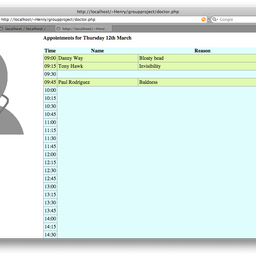 http://localhost/~Henry/groupproject/doctor.php
http://localhost/~Henry/groupproject/doctor.php
Google
Appointments for Thursday 12th March
Time Name Reason
09:00 Danny Way Bloaty head
09:15 Tony Hawk Invisibility
09:30
09:45 Paul Rodriguez Baldness
10:00
10:15
10:30
10:45
11:00
11:15
11:30
11:45
12:00
12:15
12:30
12:45
13:00
13:15
13:30
13:45
14:00
14:15
14:30